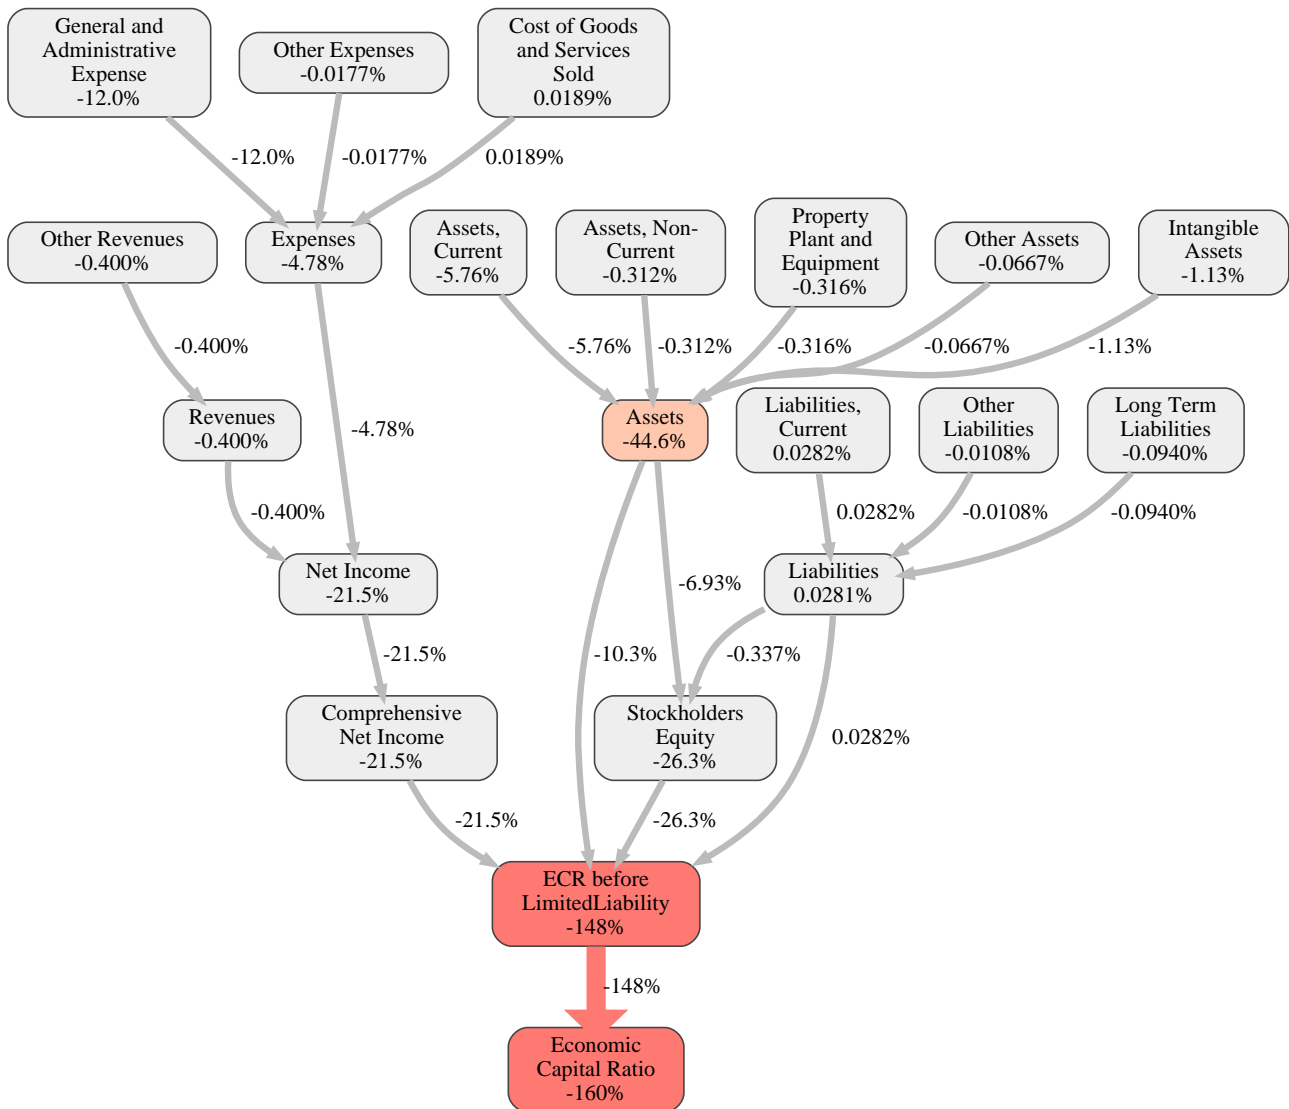 General and
Administrative
Expense
-12.0%
Other Expenses
-0.0177%
Cost of Goods
and Services
Sold
0.0189%
-12.0%
-0.0177%
0.0189%
Other Revenues
-0.400%
Expenses
-4.78%
Assets,
Current
-5.76%
Assets, Non-
Current
-0.312%
Property
Plant and
Equipment
-0.316%
Other Assets
-0.0667%
Intangible
Assets
-1.13%
-0.400%
-5.76%
-0.312%
-0.316%
-0.0667%
-1.13%
Revenues
-0.400%
-4.78%
Assets
-44.6%
Liabilities,
Current
0.0282%
Other
Liabilities
-0.0108%
Long Term
Liabilities
-0.0940%
-0.400%
0.0282%
-0.0108%
-0.0940%
Net Income
-21.5%
-6.93%
Liabilities
0.0281%
-21.5%
-10.3%
-0.337%
Comprehensive
Net Income
-21.5%
Stockholders
Equity
-26.3%
0.0282%
-21.5%
-26.3%
ECR before
LimitedLiability
-148%
-148%
Economic
Capital Ratio
-160%